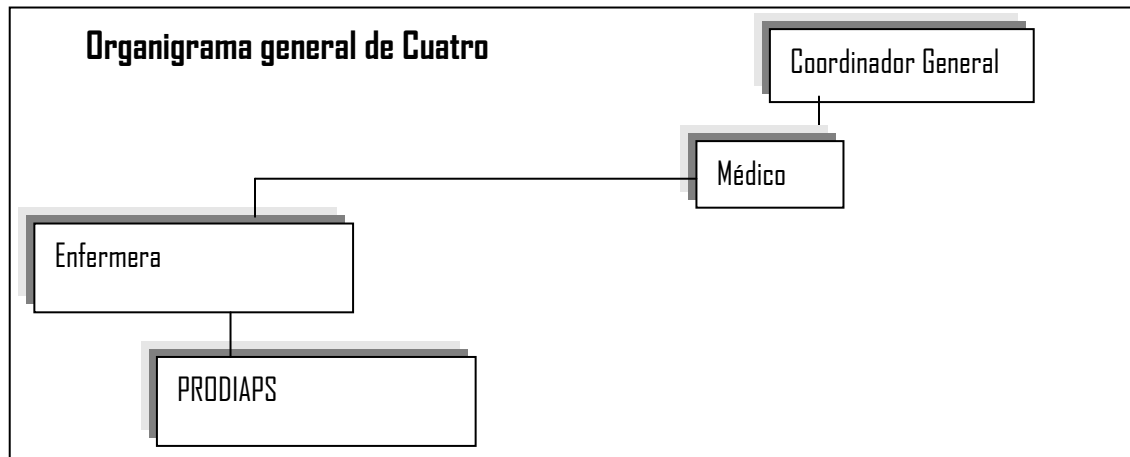 Organigrama general de Cuatro
Coordinador General
Médico
Enfermera
PRODIAPS